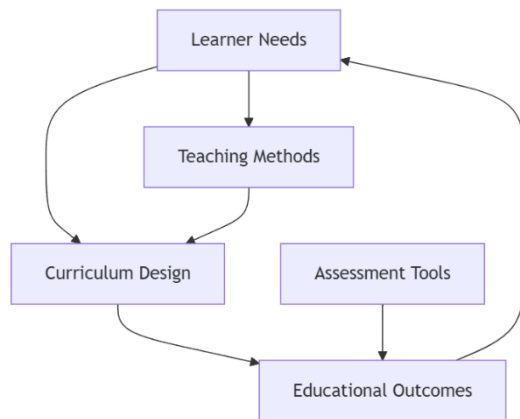 Learner Needs
Teaching Methods
Curriculum Design
Assessment Tools
Educational Outcomes